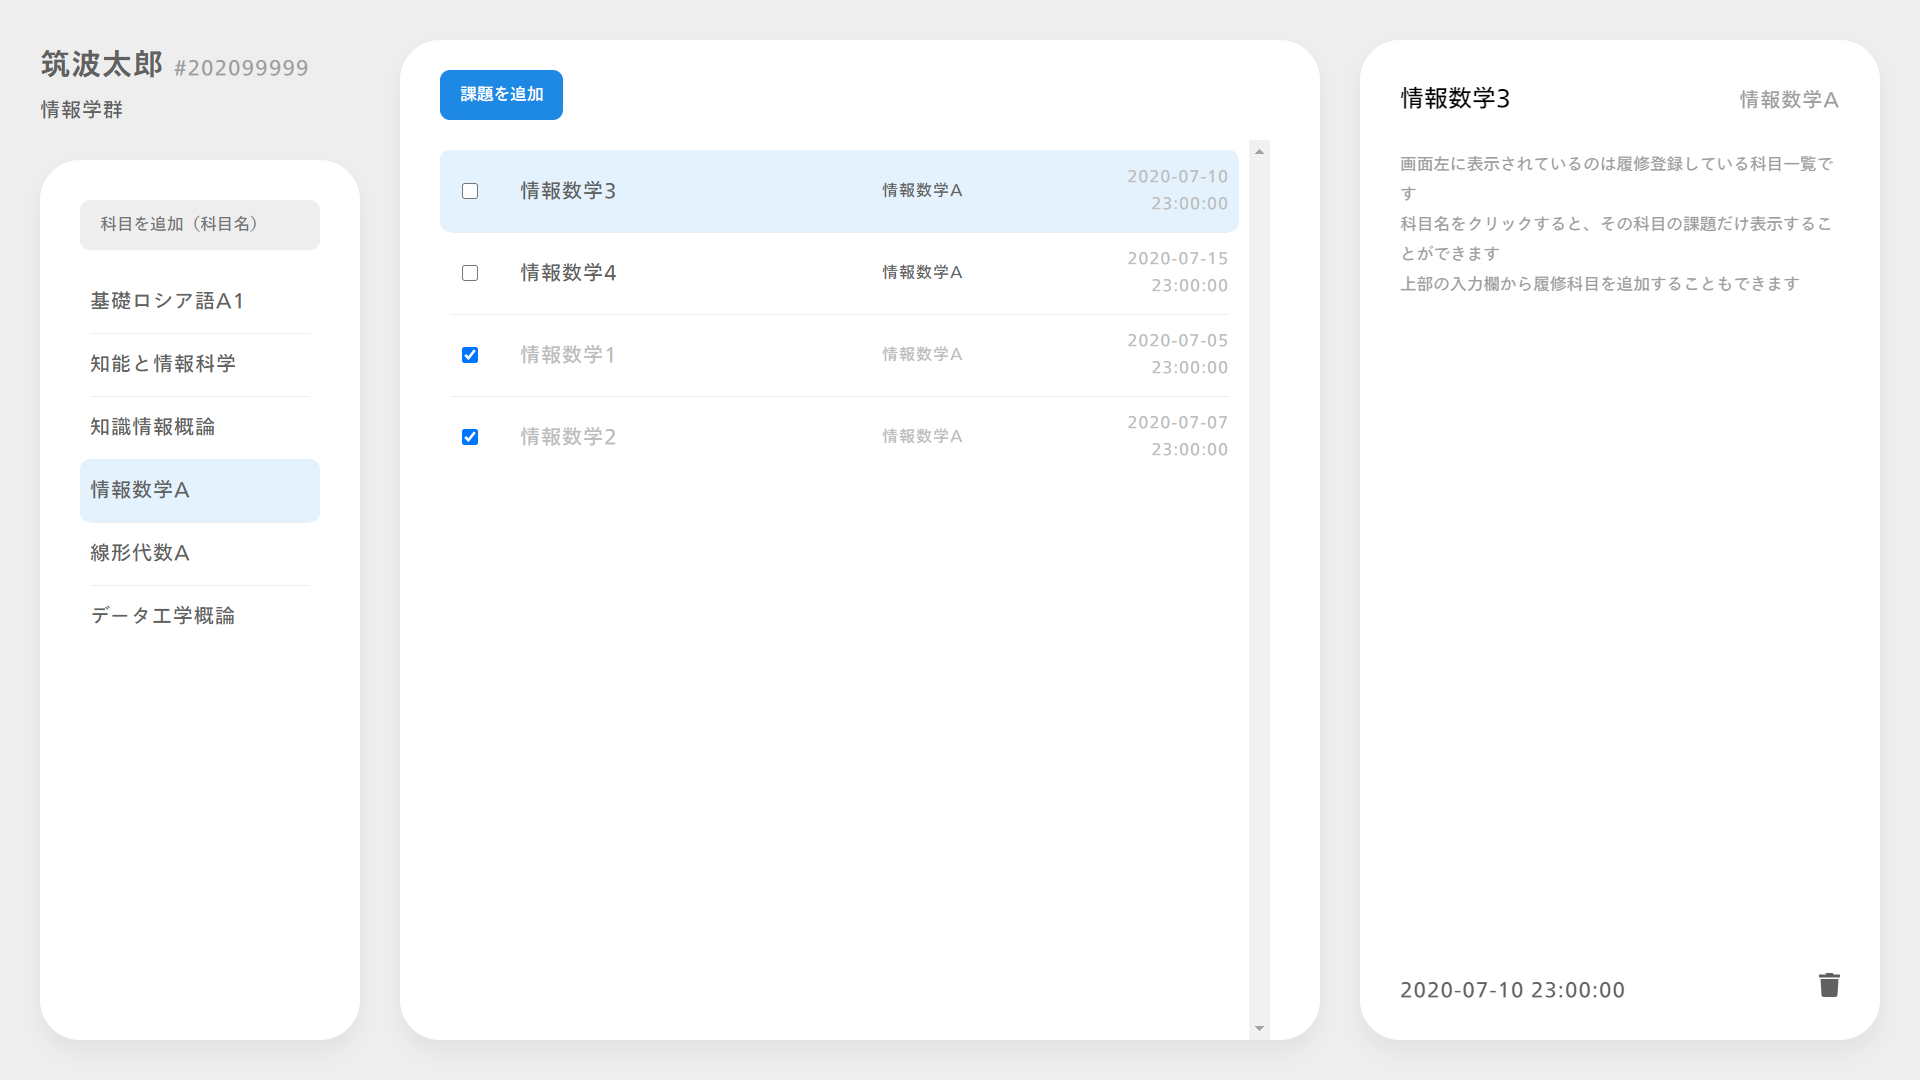 筑波太郎 #202099999
情報学群
科目を追加（科目名）
基礎ロシア語A1
知能と情報科学
知識情報概論
情報数学A
線形代数A
データ工学概論
課題を追加
情報数学3 情報数学A 2020-07-10
23:00:00
情報数学4 情報数学A 2020-07-15
23:00:00
情報数学1 情報数学A 2020-07-05
23:00:00
情報数学2 情報数学A 2020-07-07
23:00:00
情報数学3 情報数学A
画面左に表示されているのは履修登録している科目一覧で
す
科目名をクリックすると、その科目の課題だけ表示するこ
とができます
上部の入力欄から履修科目を追加することもできます
2020-07-10 23:00:00